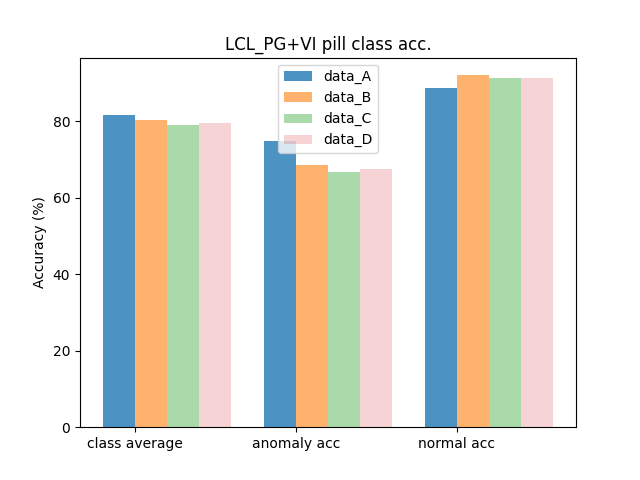 LCL_PG+VI pill class acc.
data_A
data_B
data_C
data_D
Accuracy (%)
80
60
40
20
0
class average
anomaly acc
normal acc